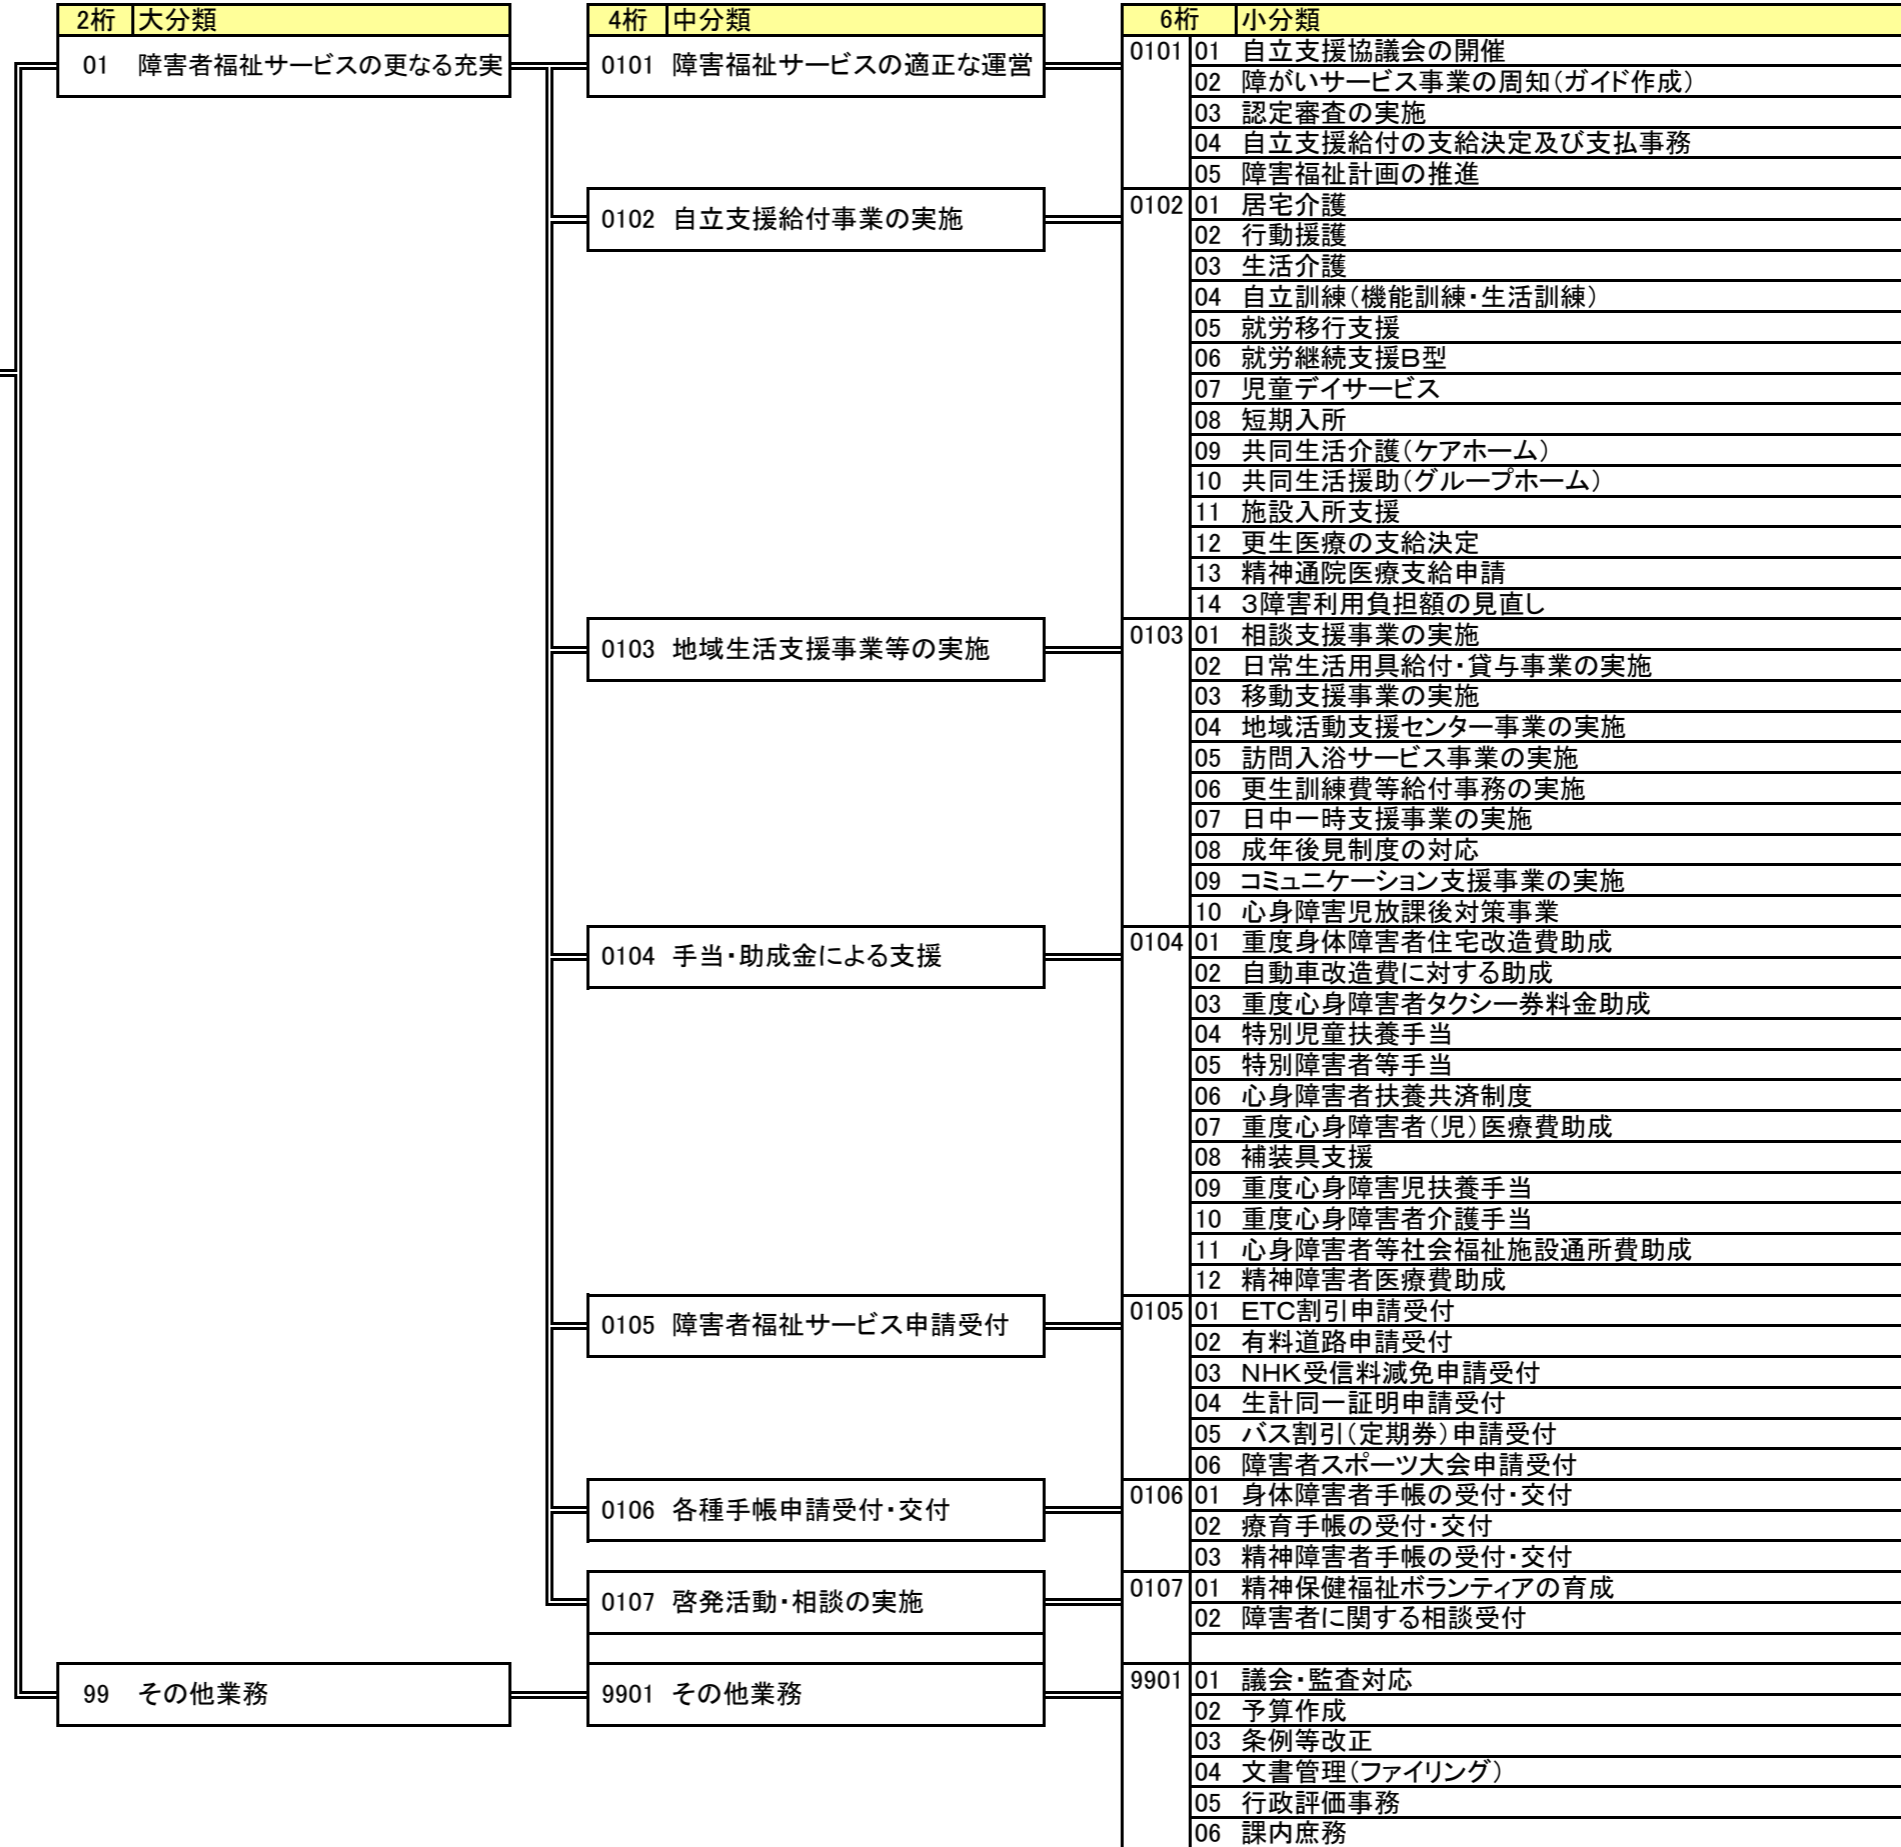 2桁 大分類 4桁 中分類 6桁 小分類
01 障害者福祉サービスの更なる充実 0101 障害福祉サービスの適正な運営 0101 01 自立支援協議会の開催
02 障がいサービス事業の周知(ガイド作成)
03 認定審査の実施
04 自立支援給付の支給決定及び支払事務
05 障害福祉計画の推進
0102 自立支援給付事業の実施 0102 01 居宅介護
02 行動援護
03 生活介護
04 自立訓練(機能訓練・生活訓練)
05 就労移行支援
06 就労継続支援B型
07 児童デイサービス
08 短期入所
09 共同生活介護(ケアホーム)
10 共同生活援助(グループホーム)
11 施設入所支援
12 更生医療の支給決定
13 精神通院医療支給申請
14 3障害利用負担額の見直し
0103 地域生活支援事業等の実施 0103 01 相談支援事業の実施
02 日常生活用具給付・貸与事業の実施
03 移動支援事業の実施
04 地域活動支援センター事業の実施
05 訪問入浴サービス事業の実施
06 更生訓練費等給付事務の実施
07 日中一時支援事業の実施
08 成年後見制度の対応
09 コミュニケーション支援事業の実施
10 心身障害児放課後対策事業
0104 手当・助成金による支援 0104 01 重度身体障害者住宅改造費助成
02 自動車改造費に対する助成
03 重度心身障害者タクシー券料金助成
04 特別児童扶養手当
05 特別障害者等手当
06 心身障害者扶養共済制度
07 重度心身障害者(児)医療費助成
08 補装具支援
09 重度心身障害児扶養手当
10 重度心身障害者介護手当
11 心身障害者等社会福祉施設通所費助成
12 精神障害者医療費助成
0105 障害者福祉サービス申請受付 0105 01 ETC割引申請受付
02 有料道路申請受付
03 NHK受信料減免申請受付
04 生計同一証明申請受付
05 バス割引(定期券)申請受付
06 障害者スポーツ大会申請受付
0106 各種手帳申請受付・交付 0106 01 身体障害者手帳の受付・交付
02 療育手帳の受付・交付
03 精神障害者手帳の受付・交付
0107 啓発活動・相談の実施 0107 01 精神保健福祉ボランティアの育成
02 障害者に関する相談受付
99 その他業務 9901 その他業務 9901 01 議会・監査対応
02 予算作成
03 条例等改正
04 文書管理(ファイリング)
05 行政評価事務
06 課内庶務